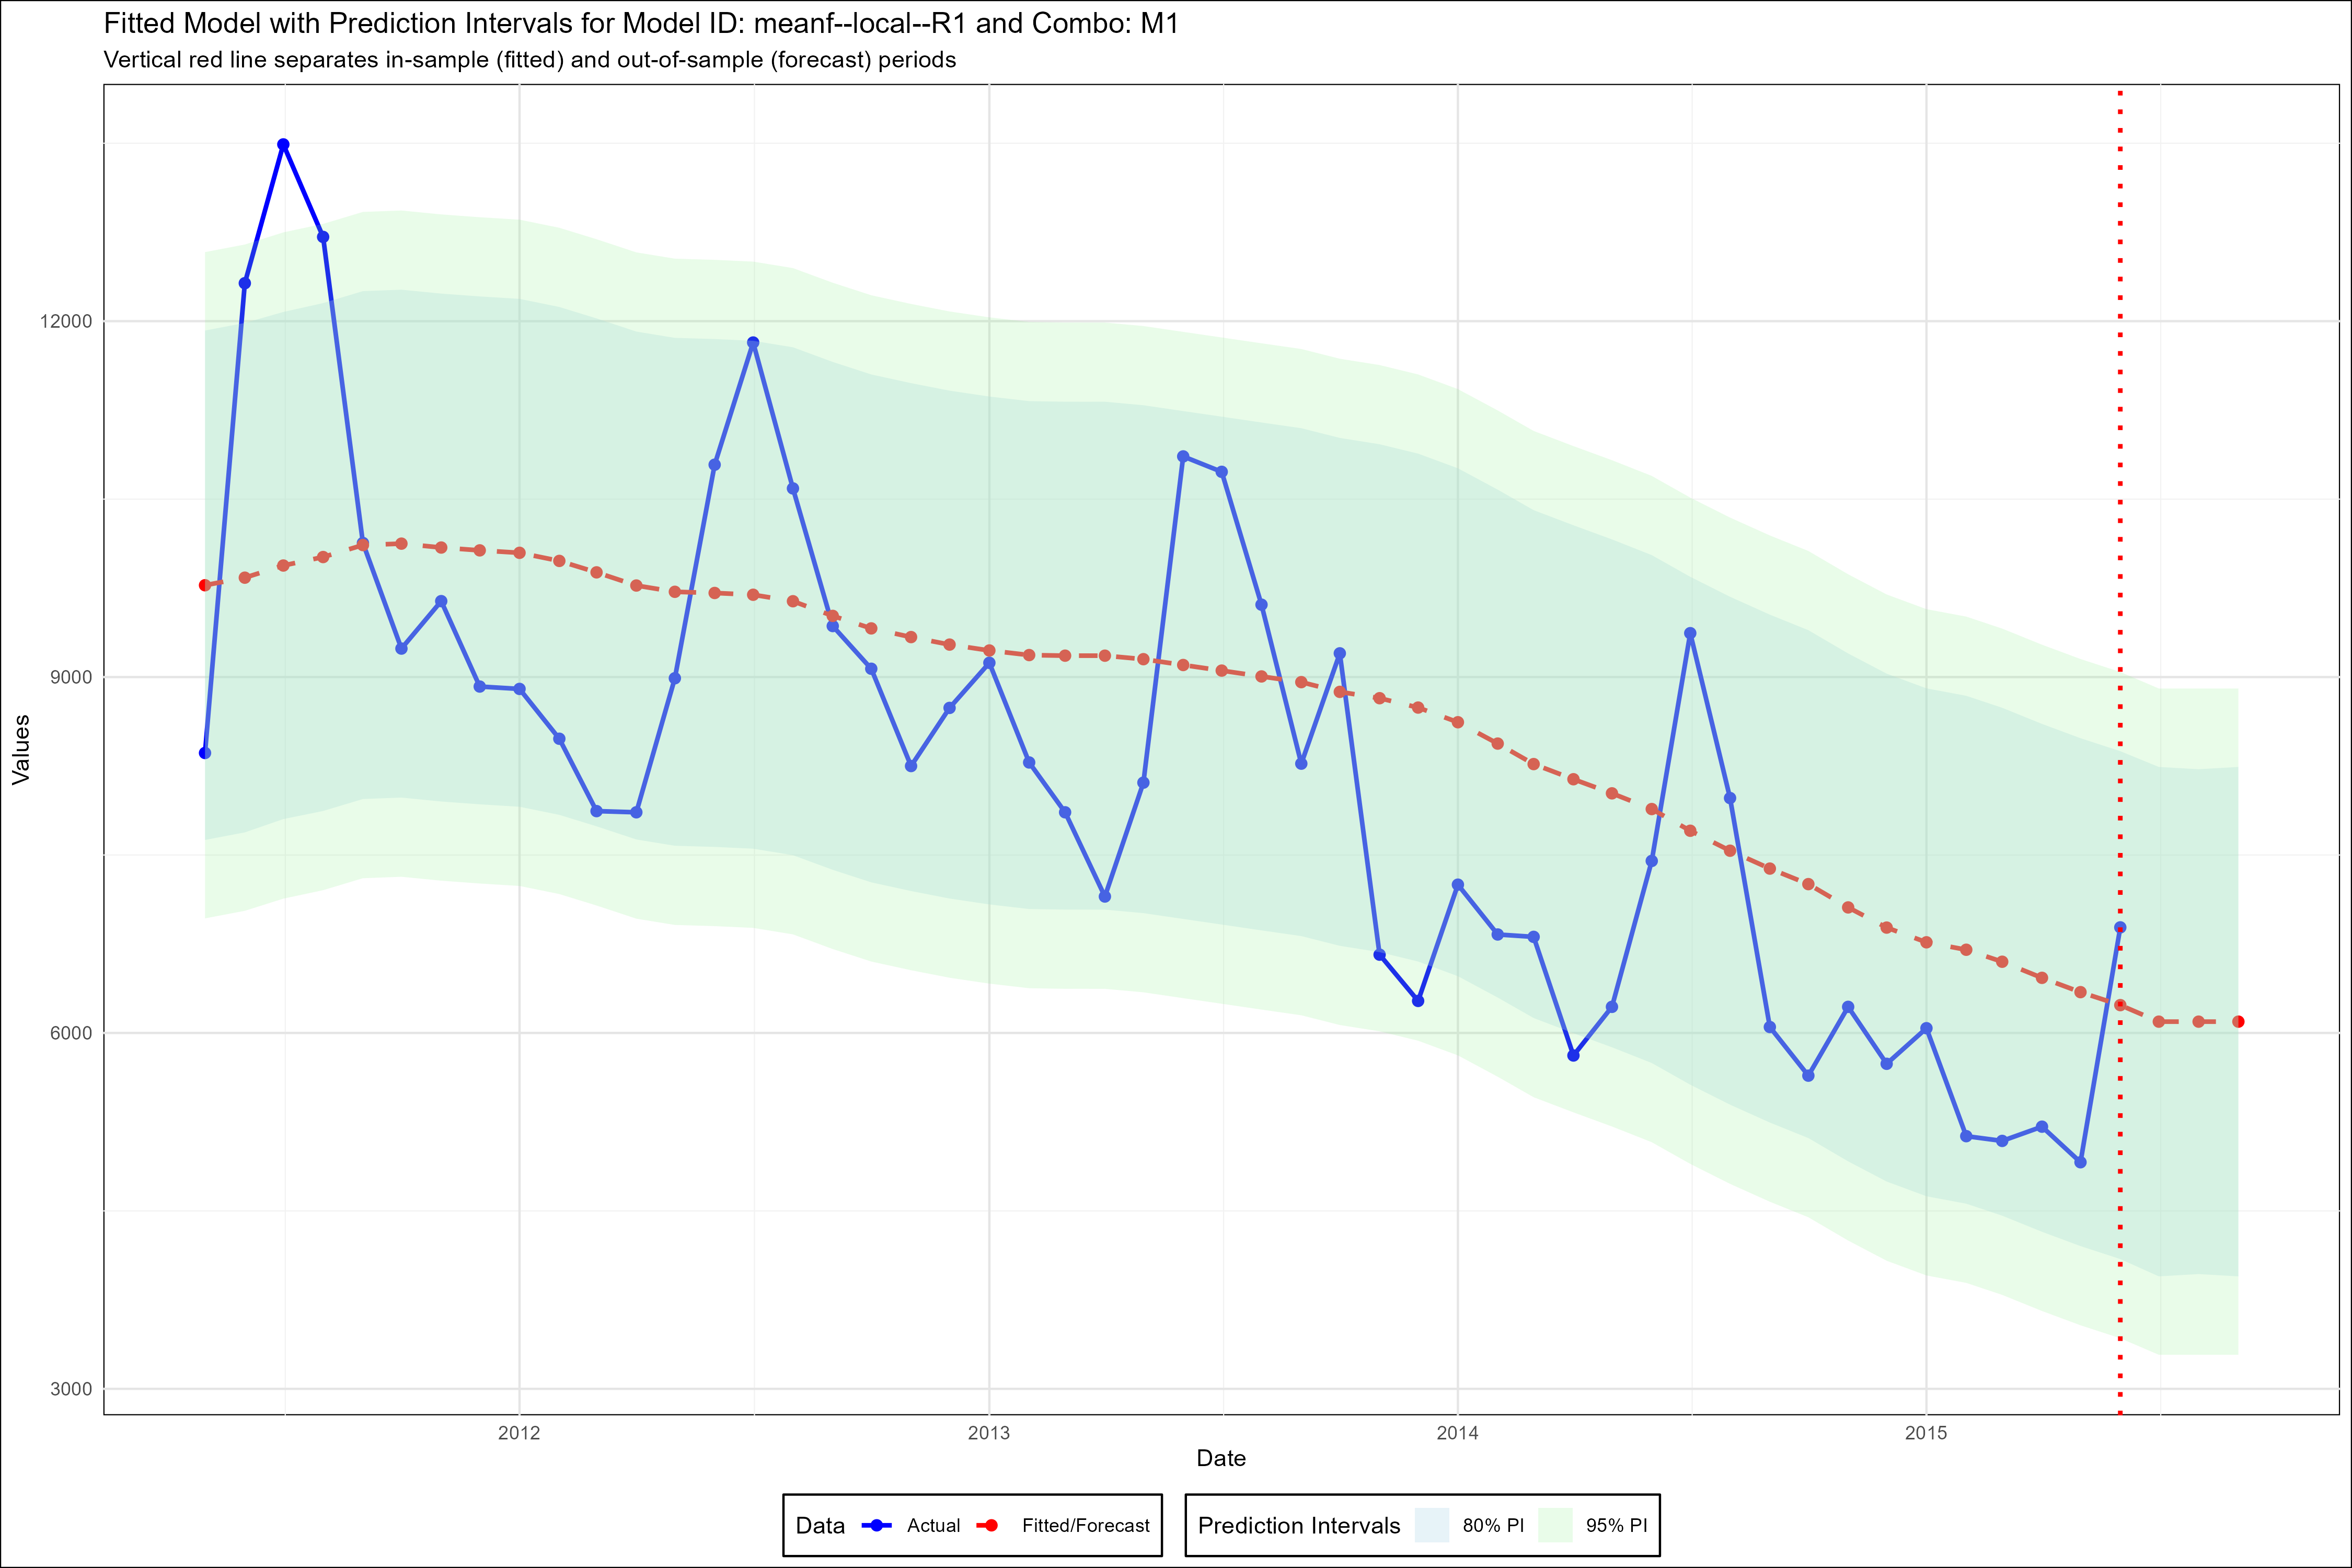 Fitted Model with Prediction Intervals for Model ID: meanf--local--R1 and Combo: M1
Vertical red line separates in-sample (fitted) and out-of-sample (forecast) periods
12000
9000
6000
3000
Values
2012 2013 2014 2015
Date
Data Actual Fitted/Forecast Prediction Intervals 80% PI 95% PI